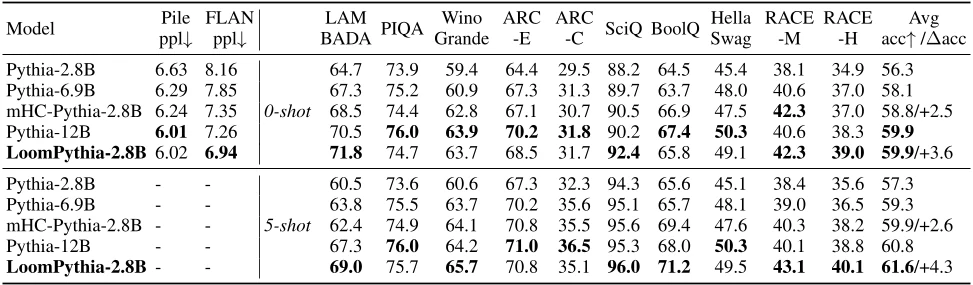 Model Pile ppl↓ FLAN ppl↓ LAM BADA PIQA Wino Grande ARC -E ARC -C SciQ BoolQ Hella Swag RACE -M RACE -H Avg acc↑ /Δacc
Pythia-2.8B 6.63 8.16 64.7 73.9 59.4 64.4 29.5 88.2 64.5 45.4 38.1 34.9 56.3
Pythia-6.9B 6.29 7.85 67.3 75.2 60.9 67.3 31.3 89.7 63.7 48.0 40.6 37.0 58.1
mHC-Pythia-2.8B 6.24 7.35 0-shot 68.5 74.4 62.8 67.1 30.7 90.5 66.9 47.5 42.3 37.0 58.8/+2.5
Pythia-12B 6.01 7.26 70.5 76.0 63.9 70.2 31.8 90.2 67.4 50.3 40.6 38.3 59.9
LoomPythia-2.8B 6.02 6.94 71.8 74.7 63.7 68.5 31.7 92.4 65.8 49.1 42.3 39.0 59.9/+3.6
Pythia-2.8B - - 60.5 73.6 60.6 67.3 32.3 94.3 65.6 45.1 38.4 35.6 57.3
Pythia-6.9B - - 63.8 75.5 63.7 70.2 35.6 95.1 65.7 48.1 39.0 36.5 59.3
mHC-Pythia-2.8B - - 5-shot 62.4 74.9 64.1 70.8 35.5 95.6 69.4 47.6 40.3 38.2 59.9/+2.6
Pythia-12B - - 67.3 76.0 64.2 71.0 36.5 95.3 68.0 50.3 40.1 38.8 60.8
LoomPythia-2.8B - - 69.0 75.7 65.7 70.8 35.1 96.0 71.2 49.5 43.1 40.1 61.6/+4.3